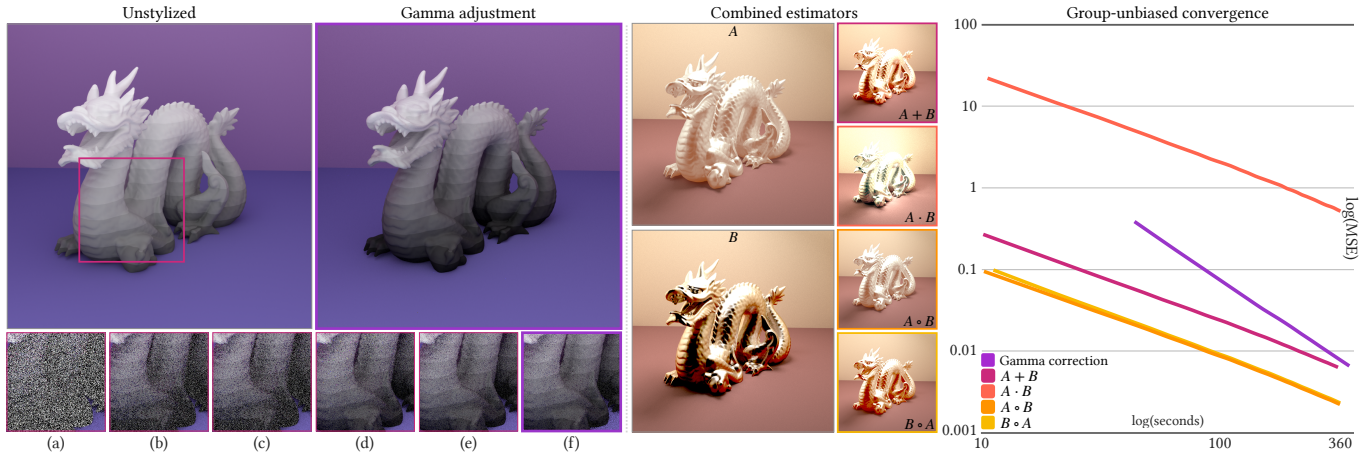 Unstylized
Gamma adjustment
Combined estimators
Group-unbiased convergence
(a)
(b)
(c)
(d)
(e)
(f)
A
B
A + B
A · B
A ∘ B
B ∘ A
100
10
1
0.1
0.01
0.001
log(MSE)
Gamma correction
A + B
A · B
A ∘ B
B ∘ A
log(seconds)
10
100
360